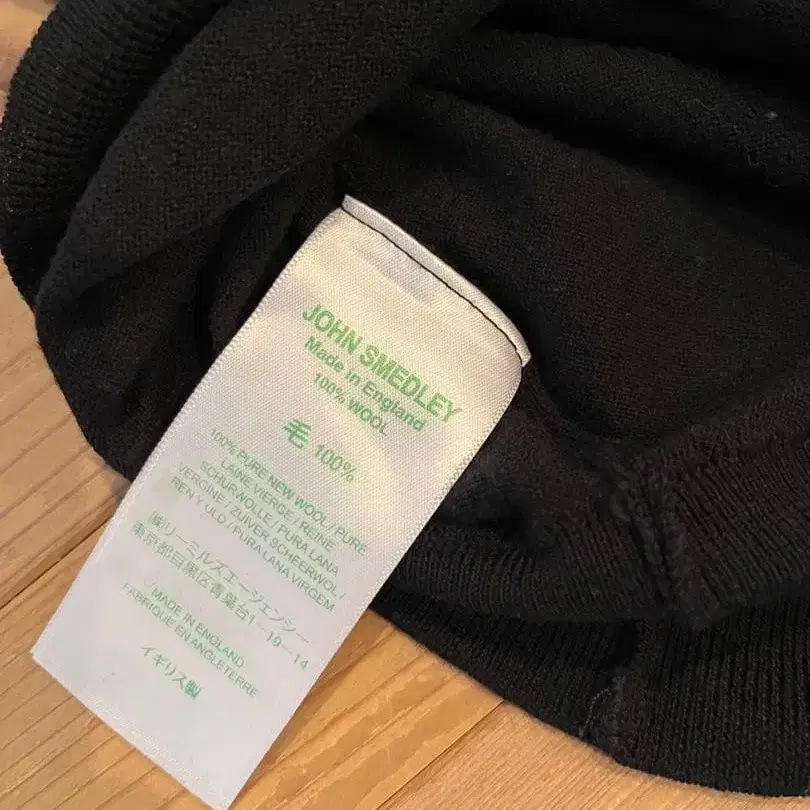 JOHN SMEDLEY
Made in England
100% WOOL
毛 100%
100% PURE NEW WOOL / PURE
LAINE VIERGE / REINE
SCHURWOLLE / PURA LANA
VERGINE / ZUIVER SCHEERWOL /
REN Y ULD / PURA LANA VIRGEM
㈱リーミルズエージェンシー
東京都目黒区青葉台1-19-14
MADE IN ENGLAND
FABRIQUE EN ANGLETERRE
イギリス製